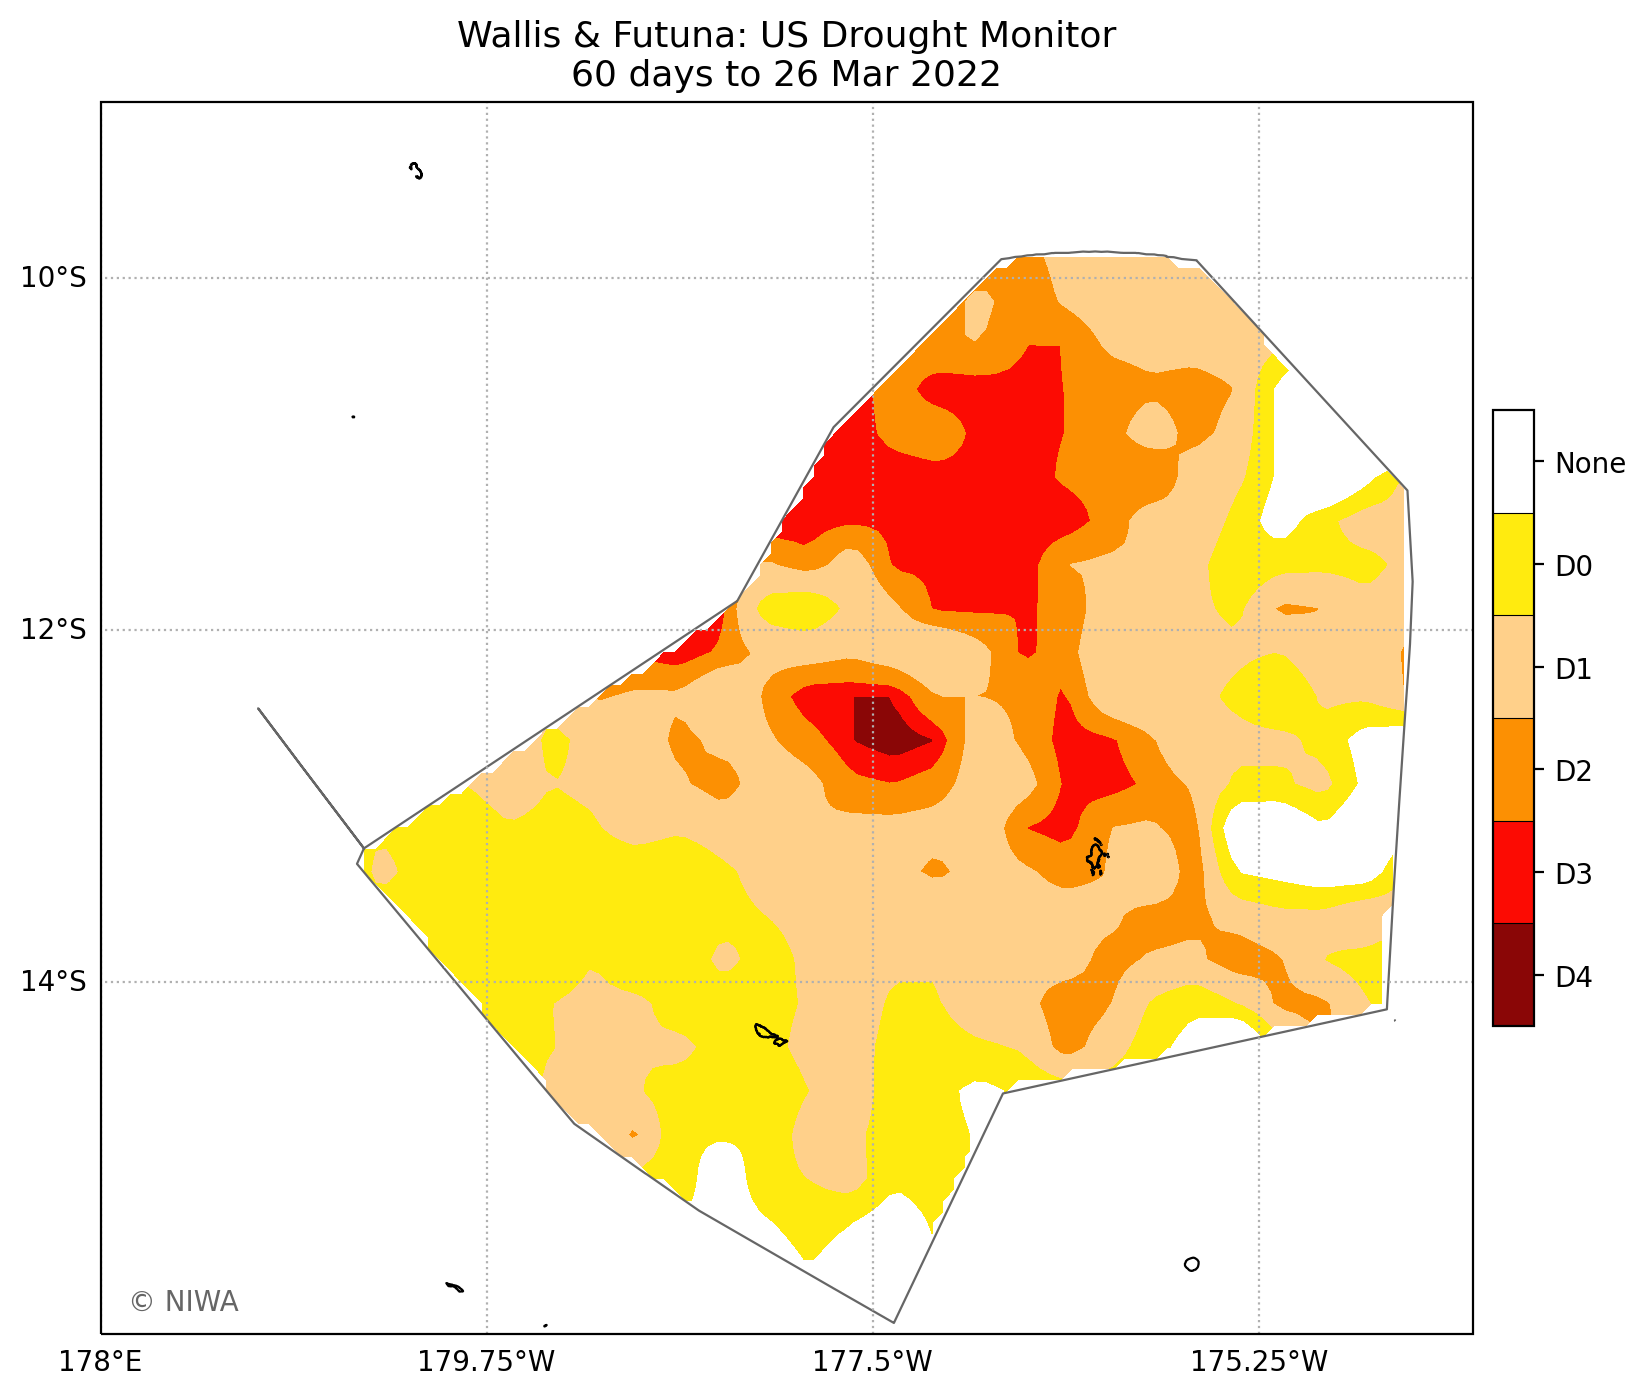 Wallis & Futuna: US Drought Monitor
60 days to 26 Mar 2022
10°S
12°S
14°S
178°E
179.75°W
177.5°W
175.25°W
None
D0
D1
D2
D3
D4
© NIWA